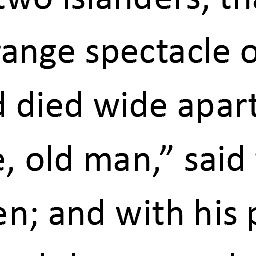 two islanders, tha
range spectacle o
d died wide apart
e, old man,” said
en; and with his p